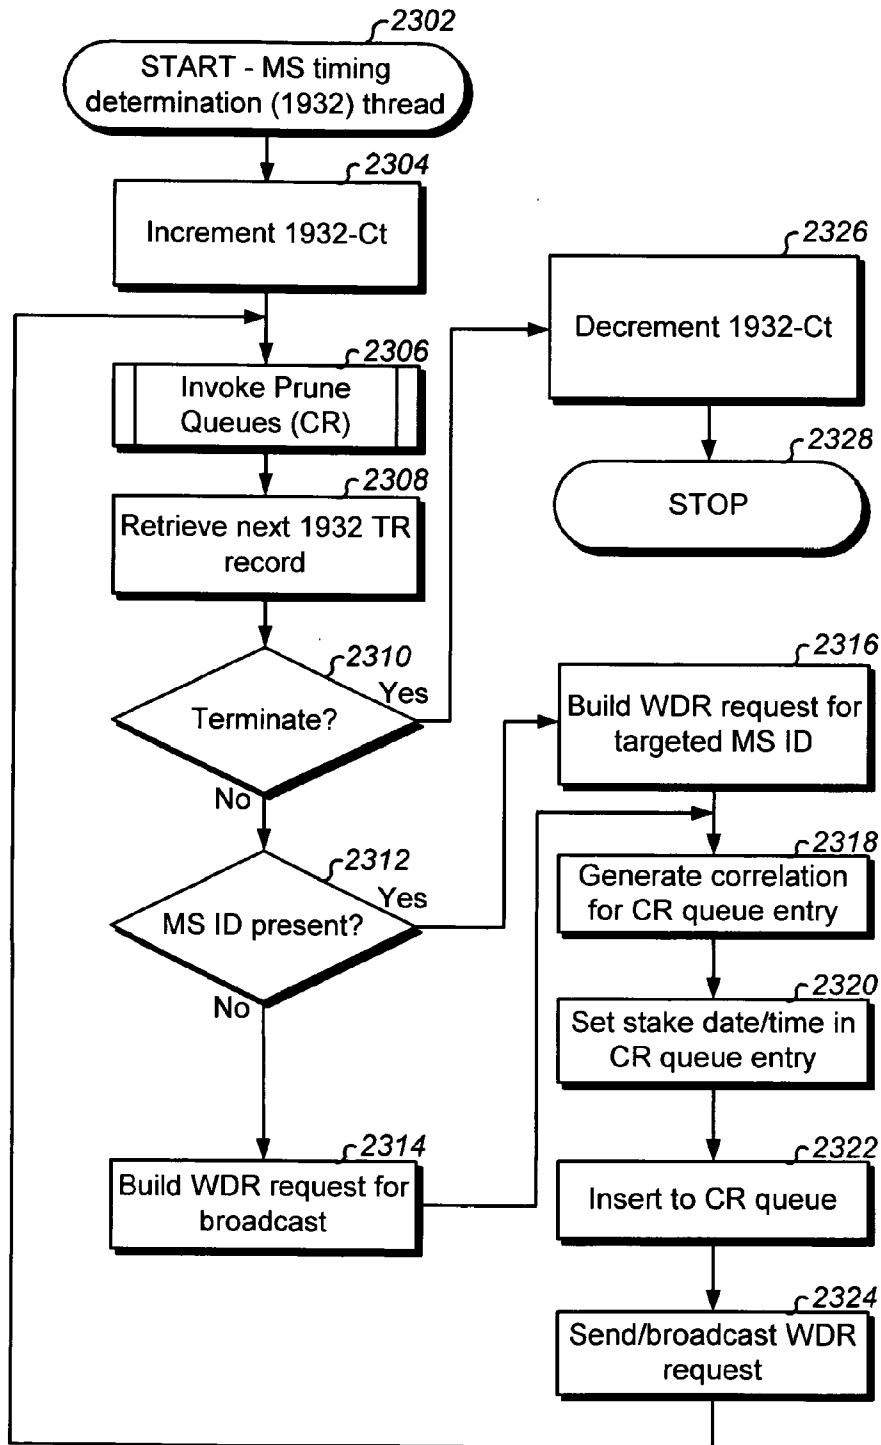 2302
START - MS timing
determination (1932) thread
2304
Increment 1932-Ct
2306
Invoke Prune
Queues (CR)
2308
Retrieve next 1932 TR
record
2310
Terminate?
Yes
No
2312
MS ID present?
Yes
No
2314
Build WDR request for
broadcast
2326
Decrement 1932-Ct
2328
STOP
2316
Build WDR request for
targeted MS ID
2318
Generate correlation
for CR queue entry
2320
Set stake date/time in
CR queue entry
2322
Insert to CR queue
2324
Send/broadcast WDR
request